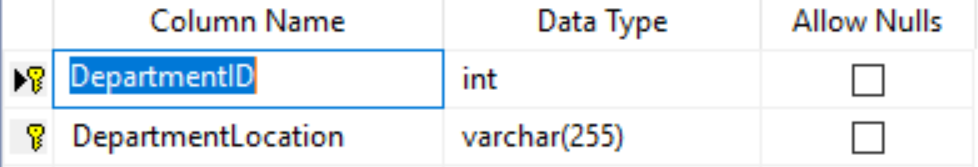 Column Name Data Type Allow Nulls
DepartmentID int
DepartmentLocation varchar(255)